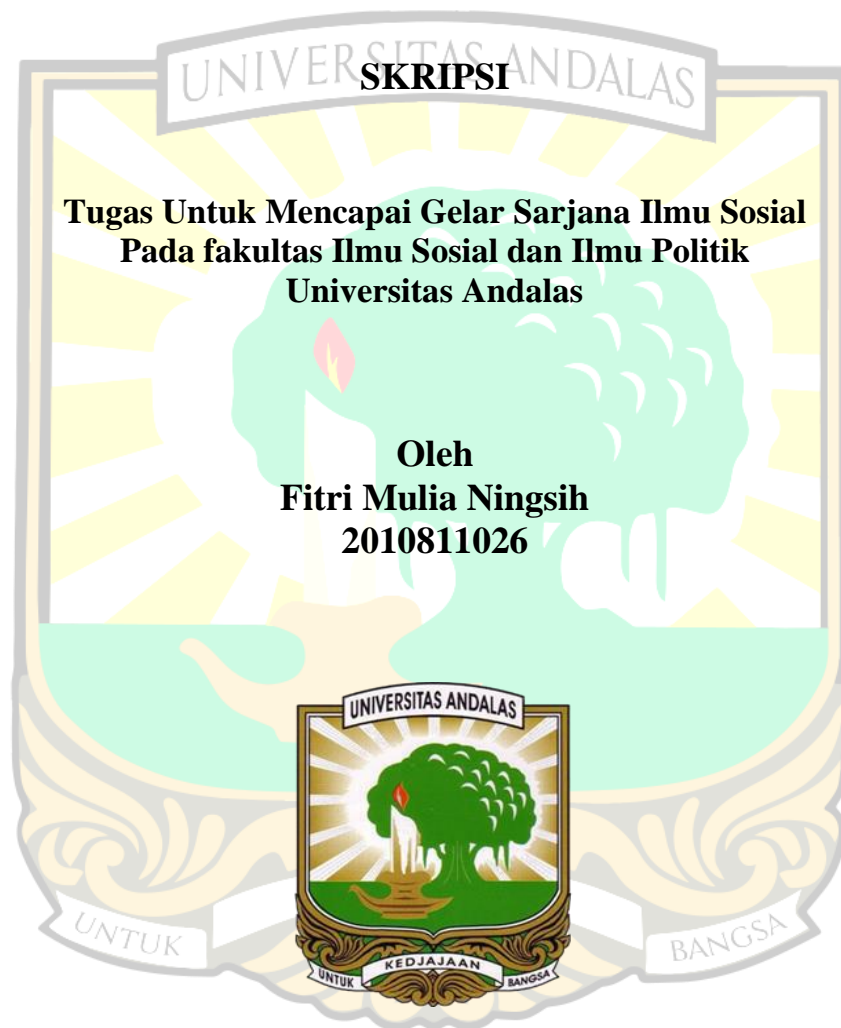 UNIVERSITAS ANDALAS
SKRIPSI
Tugas Untuk Mencapai Gelar Sarjana Ilmu Sosial
Pada fakultas Ilmu Sosial dan Ilmu Politik
Universitas Andalas
Oleh
Fitri Mulia Ningsih
2010811026
UNIVERSITAS ANDALAS
UNTUK KEDJAJAAN BANGSA
UNTUK BANGSA